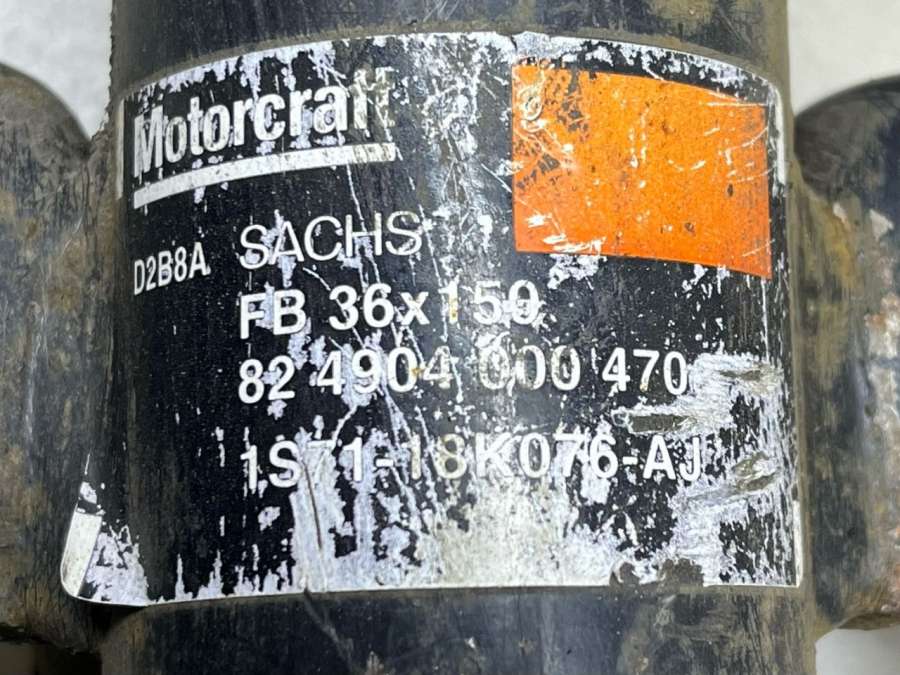 Motorcraft
SACHS
D2B8A
FB 36x150
82 4904 000 470
1S71-18K076-AJ